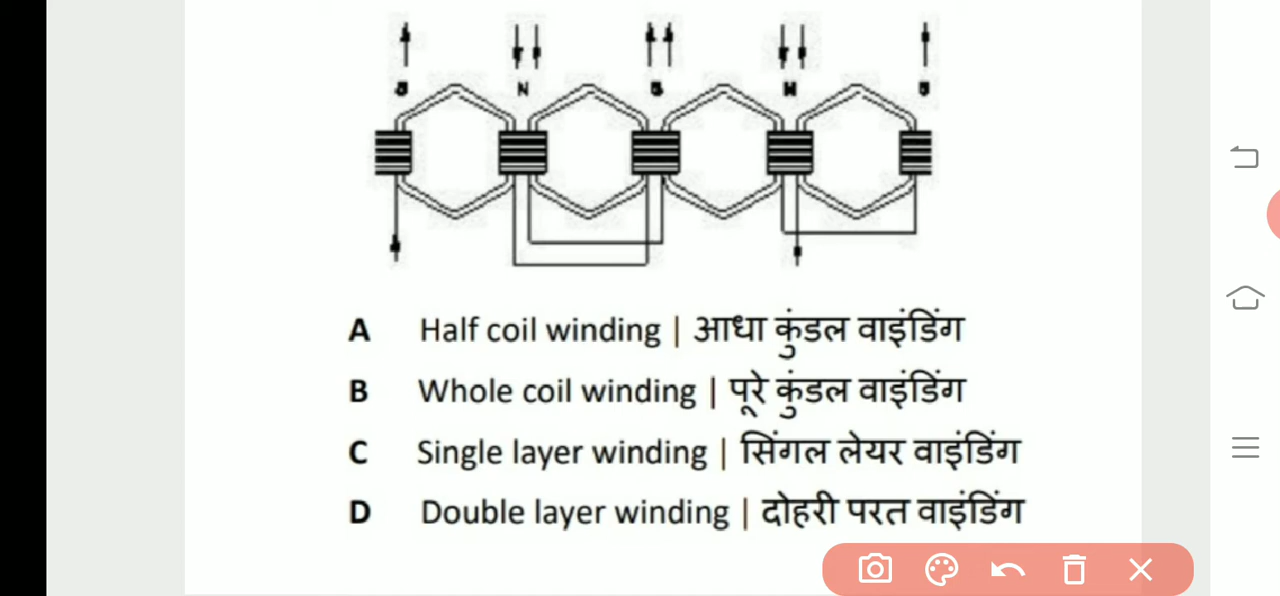 S N S N S
A Half coil winding | आधा कुंडल वाइंडिंग
B Whole coil winding | पूरे कुंडल वाइंडिंग
C Single layer winding | सिंगल लेयर वाइंडिंग
D Double layer winding | दोहरी परत वाइंडिंग